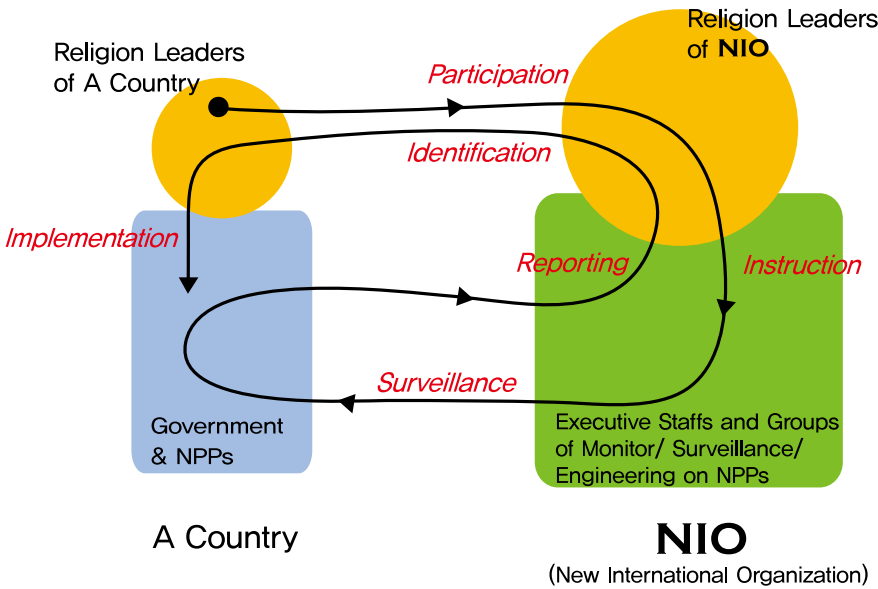 Religion Leaders
of A Country
Religion Leaders
of NIO
Participation
Identification
Implementation
Reporting
Instruction
Surveillance
Government
& NPPs
Executive Staffs and Groups
of Monitor/ Surveillance/
Engineering on NPPs
A Country
NIO
(New International Organization)